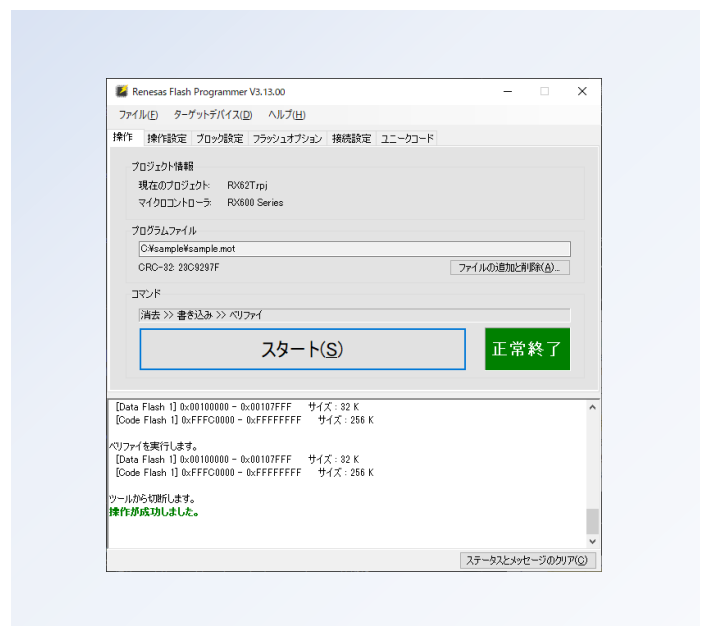 Renesas Flash Programmer V3.13.00
ファイル(F) ターゲットデバイス(D) ヘルプ(H)
操作 操作設定 ブロック設定 フラッシュオプション 接続設定 ユニークコード
プロジェクト情報
現在のプロジェクト: RX62T.rpj
マイクロコントローラ: RX600 Series
プログラムファイル
C:¥sample¥sample.mot
CRC-32: 23C9297F ファイルの追加と削除(A)...
コマンド
消去 >> 書き込み >> ベリファイ
スタート(S) 正常終了
[Data Flash 1] 0x00100000 - 0x00107FFF サイズ : 32 K
[Code Flash 1] 0xFFFC0000 - 0xFFFFFFFF サイズ : 256 K
ベリファイを実行します。
[Data Flash 1] 0x00100000 - 0x00107FFF サイズ : 32 K
[Code Flash 1] 0xFFFC0000 - 0xFFFFFFFF サイズ : 256 K
ツールから切断します。
操作が成功しました。
ステータスとメッセージのクリア(C)